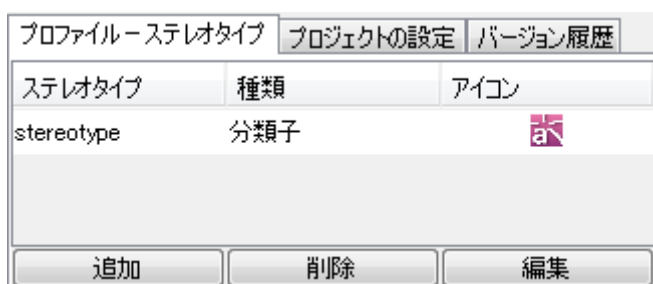 プロファイル－ステレオタイプ プロジェクトの設定 バージョン履歴
ステレオタイプ 種類 アイコン
stereotype 分類子
追加 削除 編集